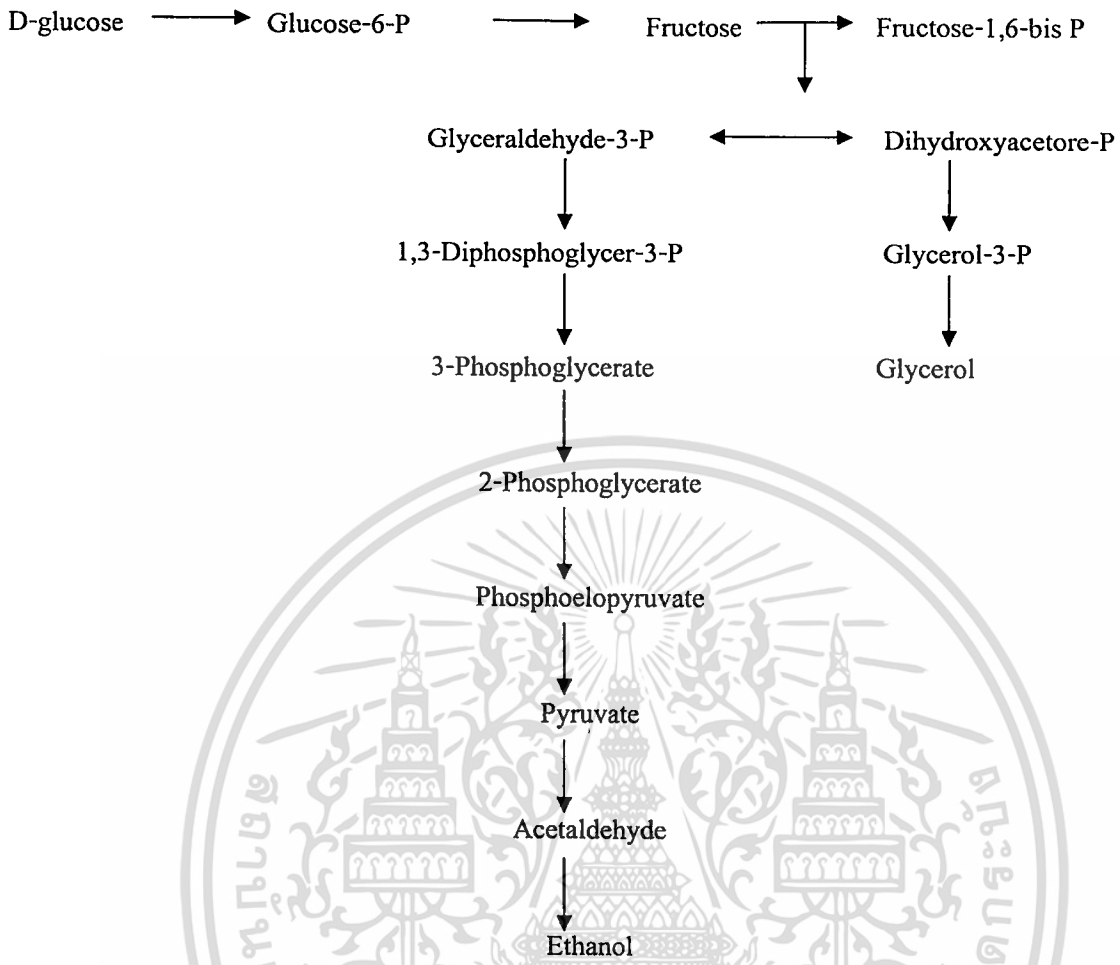 D-glucose Glucose-6-P Fructose Fructose-1,6-bis P
Glyceraldehyde-3-P Dihydroxyacetore-P
1,3-Diphosphoglycer-3-P Glycerol-3-P
3-Phosphoglycerate Glycerol
2-Phosphoglycerate
Phosphoelopyruvate
Pyruvate
Acetaldehyde
Ethanol